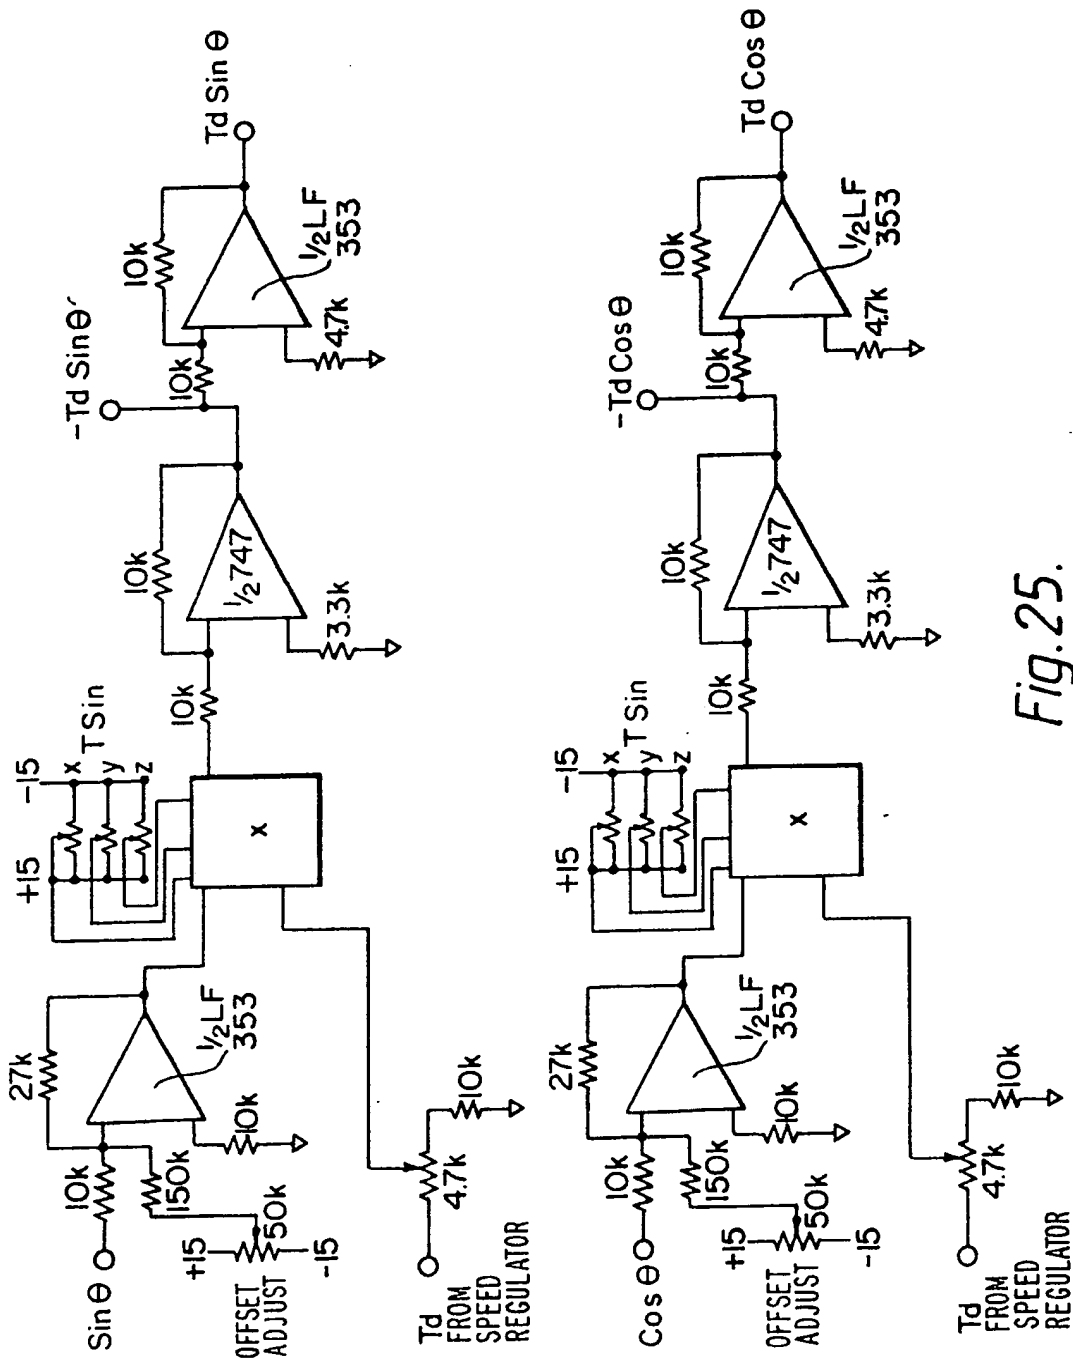 Sin θ
10k
27k
150k
+15
50k
-15
OFFSET
ADJUST
10k
½LF
353
Td
FROM
SPEED
REGULATOR
4.7k
10k
+15
-15
x
y
z
T Sin
x
10k
10k
½747
3.3k
-Td Sin θ'
10k
10k
½LF
353
4.7k
Td Sin θ
Cos θ
10k
27k
150k
+15
50k
-15
OFFSET
ADJUST
10k
½LF
353
Td
FROM
SPEED
REGULATOR
4.7k
10k
+15
-15
x
y
z
T Sin
x
10k
10k
½747
3.3k
-Td Cos θ
10k
10k
½LF
353
4.7k
Td Cos θ
Fig. 25.